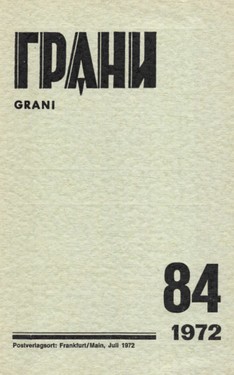 ГРАНИ
GRANI
84
1972
Postverlagsort: Frankfurt/Main, Juli 1972